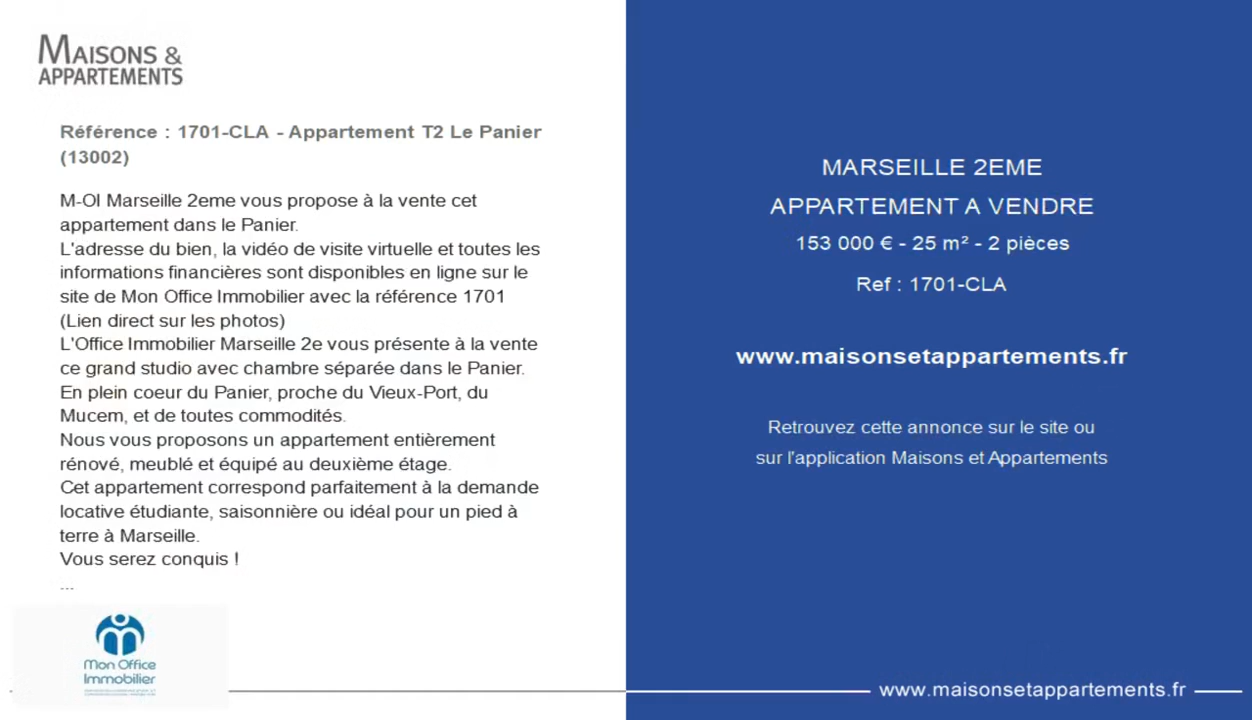 MAISONS &
APPARTEMENTS
Référence : 1701-CLA - Appartement T2 Le Panier
(13002)
M-OI Marseille 2eme vous propose à la vente cet
appartement dans le Panier.
L'adresse du bien, la vidéo de visite virtuelle et toutes les
informations financières sont disponibles en ligne sur le
site de Mon Office Immobilier avec la référence 1701
(Lien direct sur les photos)
L'Office Immobilier Marseille 2e vous présente à la vente
ce grand studio avec chambre séparée dans le Panier.
En plein coeur du Panier, proche du Vieux-Port, du
Mucem, et de toutes commodités.
Nous vous proposons un appartement entièrement
rénové, meublé et équipé au deuxième étage.
Cet appartement correspond parfaitement à la demande
locative étudiante, saisonnière ou idéal pour un pied à
terre à Marseille.
Vous serez conquis !
...
Mon Office
Immobilier
MARSEILLE 2EME
APPARTEMENT A VENDRE
153 000 € - 25 m² - 2 pièces
Ref : 1701-CLA
www.maisonsetappartements.fr
Retrouvez cette annonce sur le site ou
sur l'application Maisons et Appartements
www.maisonsetappartements.fr